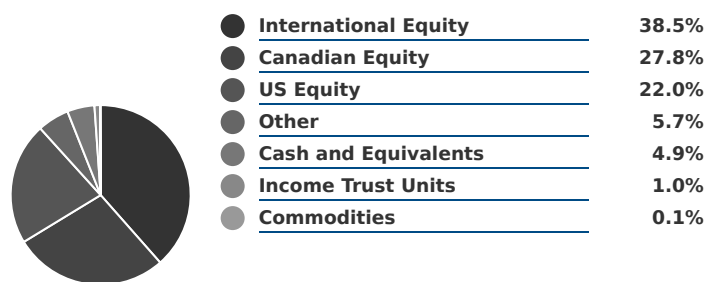 International Equity 38.5%
Canadian Equity 27.8%
US Equity 22.0%
Other 5.7%
Cash and Equivalents 4.9%
Income Trust Units 1.0%
Commodities 0.1%